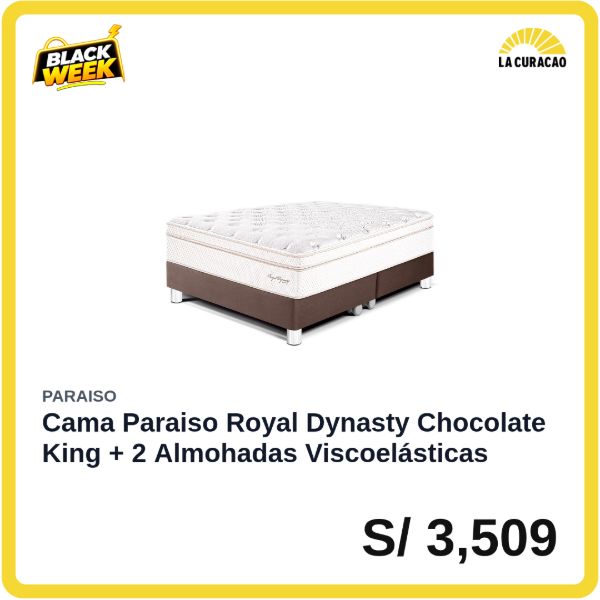 BLACK
WEEK
LA CURACAO
PARAISO
Cama Paraiso Royal Dynasty Chocolate
King + 2 Almohadas Viscoelásticas
S/ 3,509